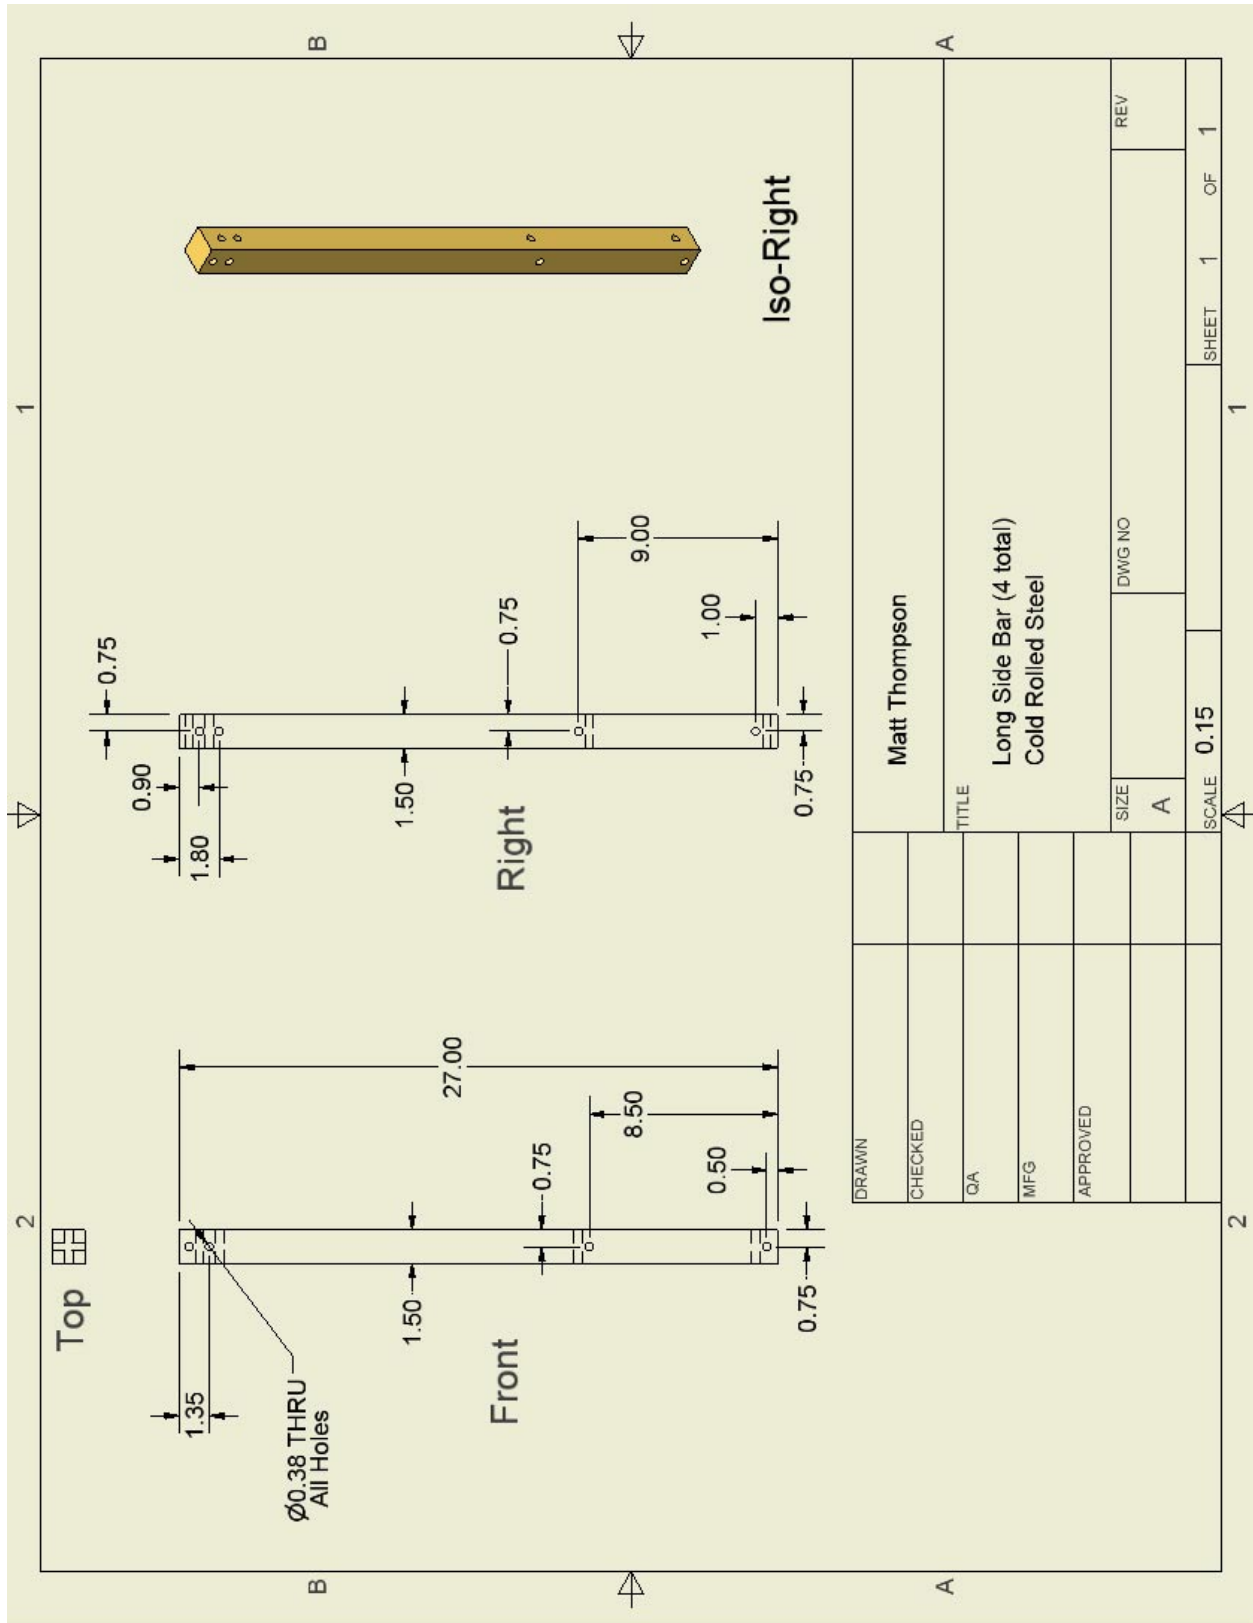 2
1
B
B
A
A
Top
1.35
Ø0.38 THRU
All Holes
27.00
1.50
0.75
8.50
0.50
0.75
Front
0.75
0.90
1.80
1.50
0.75
9.00
1.00
0.75
Right
Iso-Right
DRAWN
CHECKED
QA
MFG
APPROVED
Matt Thompson
TITLE
Long Side Bar (4 total)
Cold Rolled Steel
SIZE
A
DWG NO
REV
SCALE 0.15
SHEET 1 OF 1
2
1